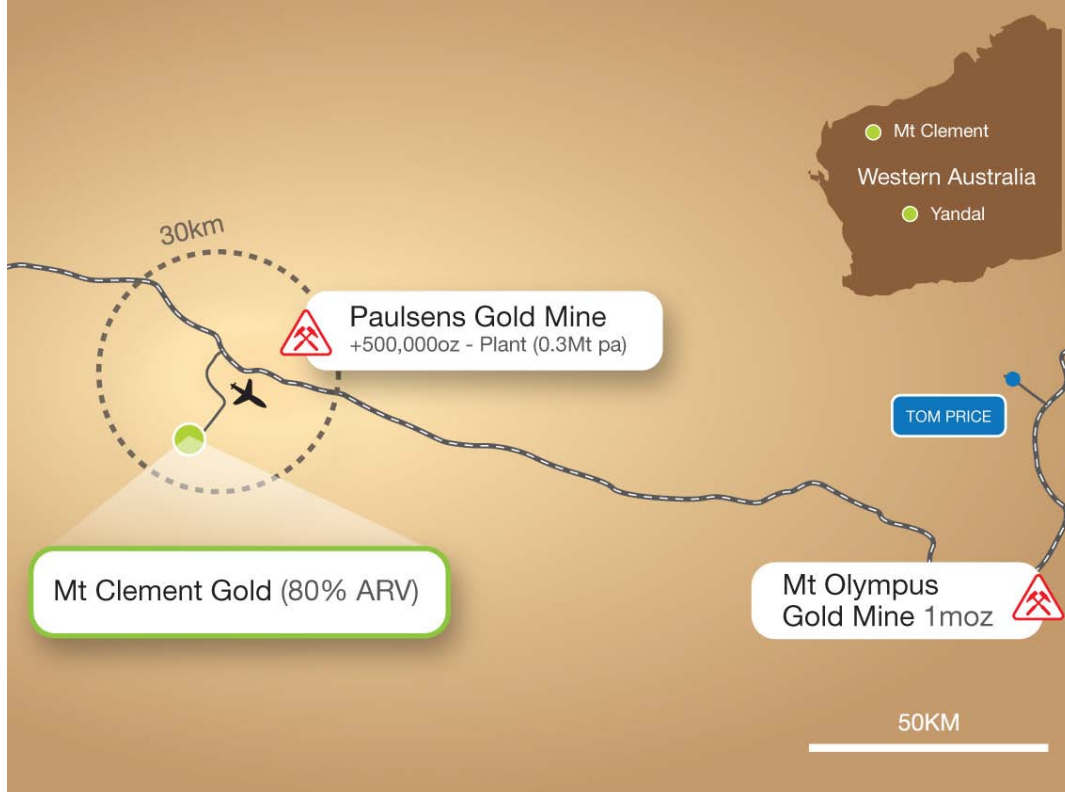 Mt Clement
Western Australia
Yandal
30km
Paulsens Gold Mine
+500,000oz - Plant (0.3Mt pa)
TOM PRICE
Mt Clement Gold (80% ARV)
Mt Olympus
Gold Mine 1moz
50KM